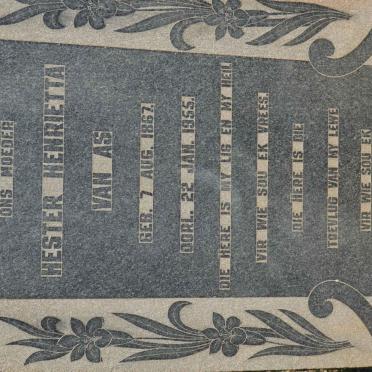 ONS MOEDER
HESTER HENRIETTA
VAN AS
GEB. 7 AUG. 1867.
OORL. 22 JAN. 1955.
DIE HERE IS MY LIG EN MY HEIL
VIR WIE SOU EK VREES.
DIE HERE IS DIE
TOEVLUG VAN MY LEWE
VIR WIE SOU EK